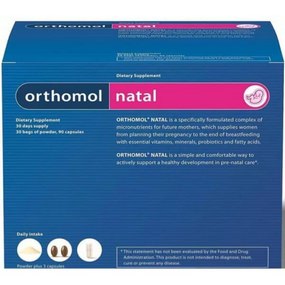 Dietary Supplement
orthomol natal
Dietary Supplement
30 days supply
30 bags of powder, 90 capsules
ORTHOMOL® NATAL is a specifically formulated complex of
micronutrients for future mothers, which supplies women
from planning their pregnancy to the end of breastfeeding
with essential vitamins, minerals, probiotics and fatty acids.
ORTHOMOL® NATAL is a simple and comfortable way to
actively support a healthy development in pre-natal care*.
Daily intake
Powder plus 3 capsules
* This statement has not been evaluated by the Food and Drug
Administration. This product is not intended to diagnose, treat,
cure or prevent any disease.